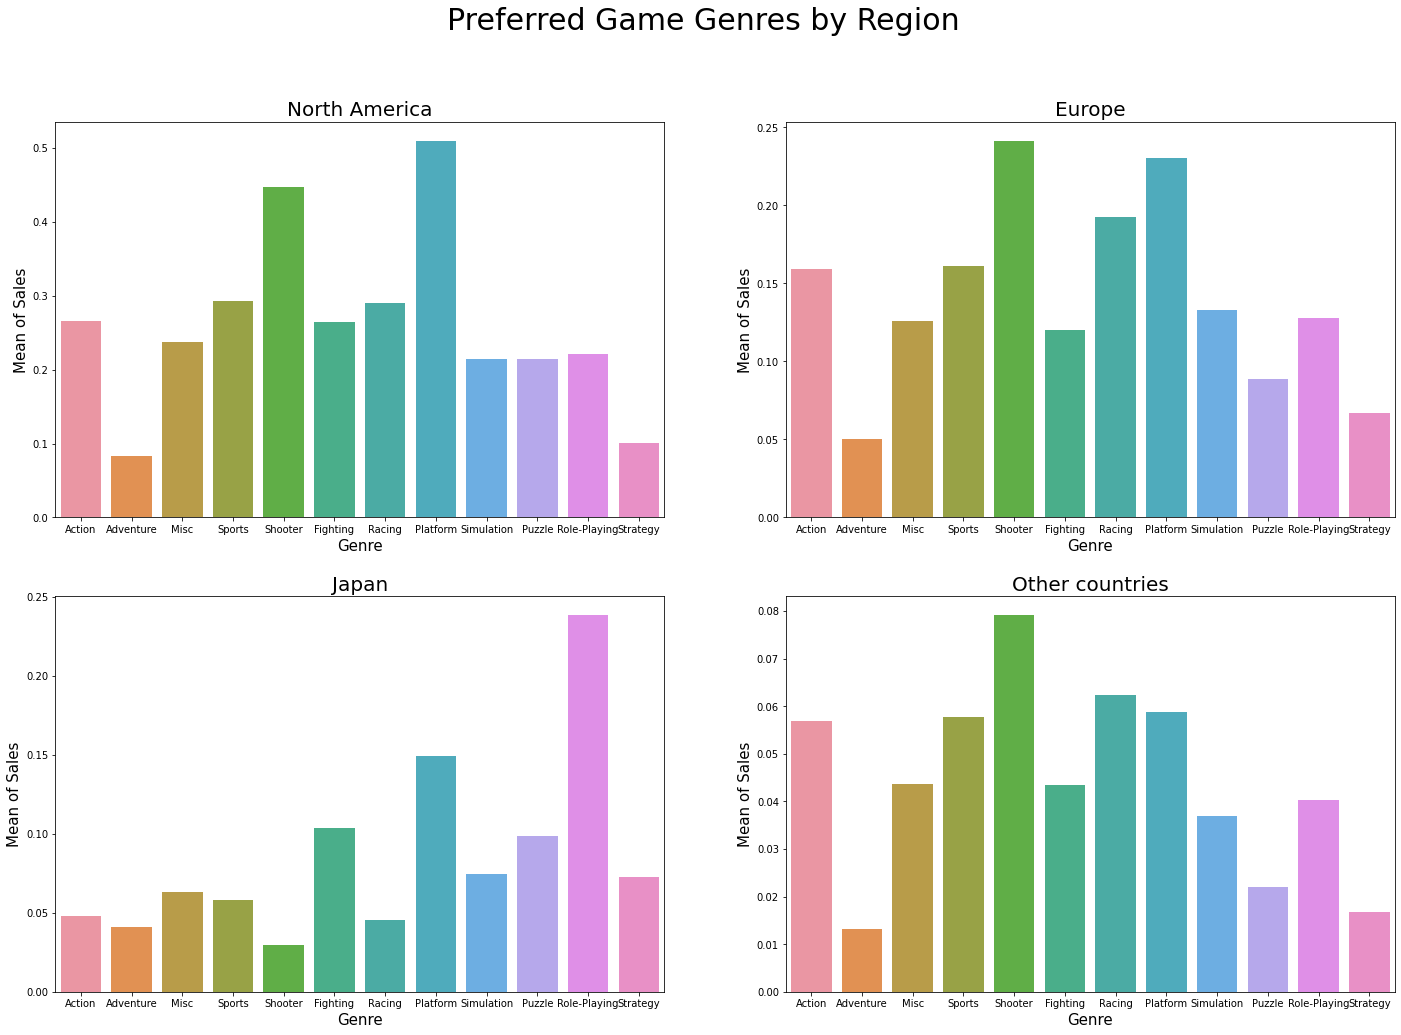 Preferred Game Genres by Region
North America
Mean of Sales
0.5
0.4
0.3
0.2
0.1
0.0
Action Adventure Misc Sports Shooter Fighting Racing Platform Simulation Puzzle Role-Playing Strategy
Genre
Europe
Mean of Sales
0.25
0.20
0.15
0.10
0.05
0.00
Action Adventure Misc Sports Shooter Fighting Racing Platform Simulation Puzzle Role-Playing Strategy
Genre
Japan
Mean of Sales
0.25
0.20
0.15
0.10
0.05
0.00
Action Adventure Misc Sports Shooter Fighting Racing Platform Simulation Puzzle Role-Playing Strategy
Genre
Other countries
Mean of Sales
0.08
0.07
0.06
0.05
0.04
0.03
0.02
0.01
0.00
Action Adventure Misc Sports Shooter Fighting Racing Platform Simulation Puzzle Role-Playing Strategy
Genre